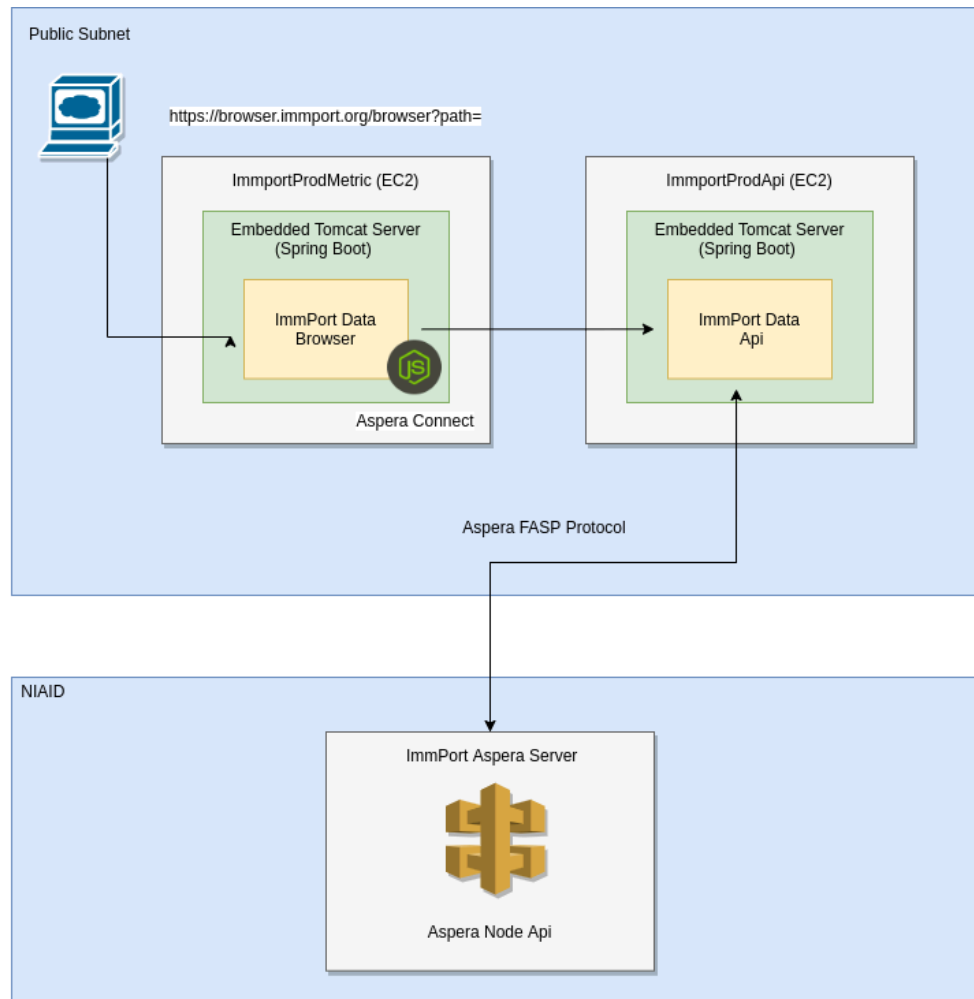 Public Subnet
https://browser.immport.org/browser?path=
ImmportProdMetric (EC2)
Embedded Tomcat Server
(Spring Boot)
ImmPort Data
Browser
JS
Aspera Connect
ImmportProdApi (EC2)
Embedded Tomcat Server
(Spring Boot)
ImmPort Data
Api
Aspera FASP Protocol
NIAID
ImmPort Aspera Server
Aspera Node Api